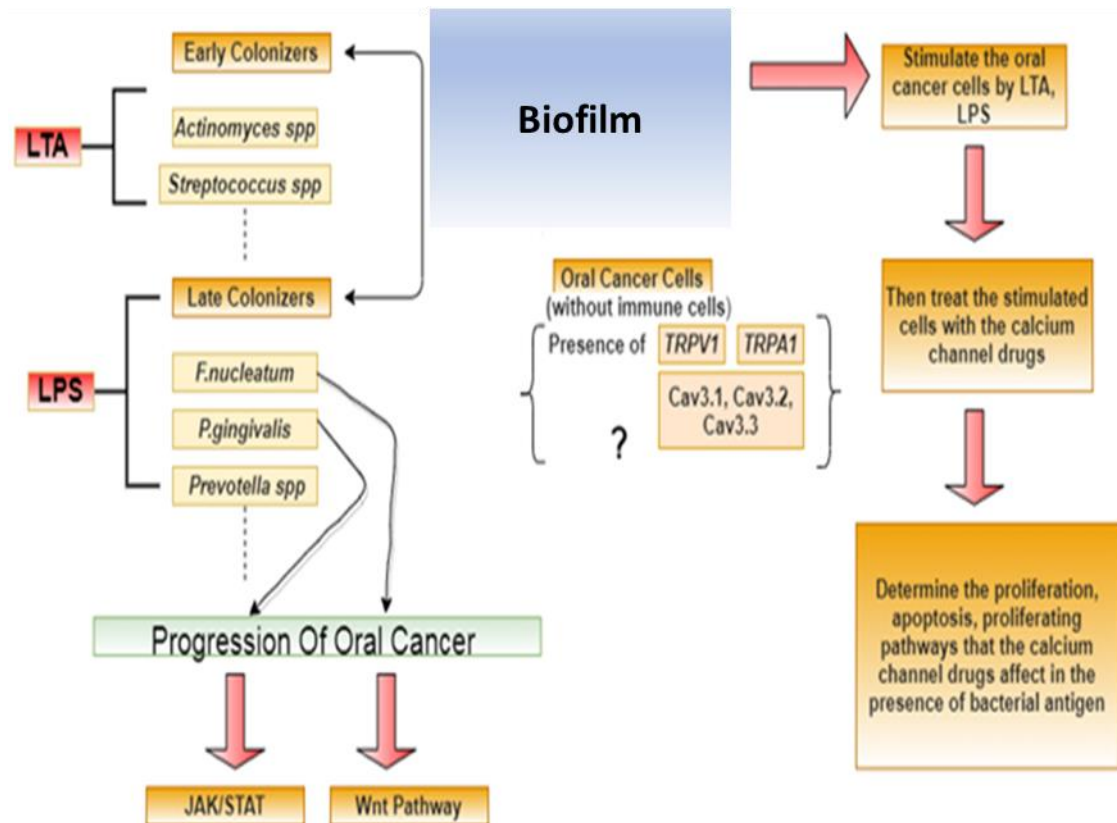 Early Colonizers
LTA
Actinomyces spp
Streptococcus spp
Late Colonizers
LPS
F.nucleatum
P.gingivalis
Prevotella spp
Progression Of Oral Cancer
JAK/STAT
Wnt Pathway
Biofilm
Oral Cancer Cells
(without immune cells)
Presence of TRPV1 TRPA1
Cav3.1, Cav3.2,
Cav3.3
?
Stimulate the oral
cancer cells by LTA,
LPS
Then treat the stimulated
cells with the calcium
channel drugs
Determine the proliferation,
apoptosis, proliferating
pathways that the calcium
channel drugs affect in the
presence of bacterial antigen